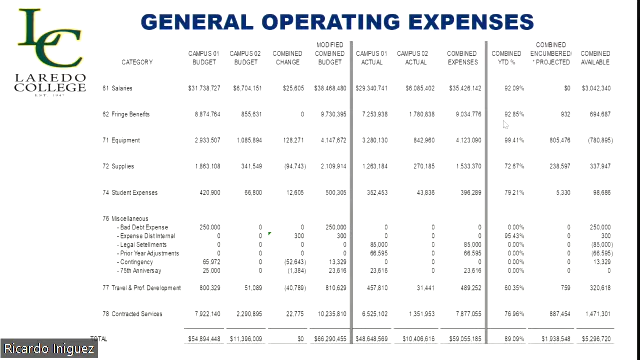 GENERAL OPERATING EXPENSES
LC
LAREDO
COLLEGE
EST. 1947
CATEGORY CAMPUS 01 BUDGET CAMPUS 02 BUDGET COMBINED CHANGE MODIFIED COMBINED BUDGET CAMPUS 01 ACTUAL CAMPUS 02 ACTUAL COMBINED EXPENSES COMBINED YTD % COMBINED ENCUMBERED/ *PROJECTED COMBINED AVAILABLE
61 Salaries $31,738,727 $6,704,151 $25,605 $38,468,480 $29,340,741 $6,085,402 $35,426,142 92.09% $0 $3,042,340
62 Fringe Benefits 8,874,764 855,631 0 9,730,395 7,253,938 1,780,838 9,034,776 92.85% 932 694,687
71 Equipment 2,933,507 1,085,894 128,271 4,147,672 3,280,130 842,960 4,123,090 99.41% 805,476 (780,895)
72 Supplies 1,863,108 341,549 (94,743) 2,109,914 1,263,184 270,185 1,533,370 72.67% 238,597 337,947
74 Student Expenses 420,900 66,800 12,605 500,305 352,453 43,836 396,289 79.21% 5,330 98,686
76 Miscellaneous
- Bad Debt Expense 250,000 0 0 250,000 0 0 0 0.00% 0 250,000
- Expense Dist Internal 0 0 300 300 0 0 0 95.43% 0 300
- Legal Setellments 0 0 0 0 85,000 0 85,000 0.00% 0 (85,000)
- Prior Year Adjustments 0 0 0 0 66,595 0 66,595 0.00% 0 (66,595)
- Contingency 65,972 0 (52,643) 13,329 0 0 0 0.00% 0 13,329
- 75th Anniversay 25,000 0 (1,384) 23,616 23,616 0 23,616 0.00% 0 0
77 Travel & Prof. Development 800,329 51,089 (40,789) 810,629 457,810 31,441 489,252 60.35% 759 320,618
78 Contracted Services 7,922,140 2,290,895 22,775 10,235,810 6,525,102 1,351,953 7,877,055 76.96% 887,454 1,471,301
TOTAL $54,894,448 $11,396,009 $0 $66,290,455 $48,648,569 $10,406,616 $59,055,185 89.09% $1,938,548 $5,296,720
Ricardo Iniguez